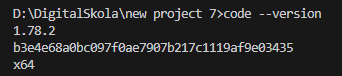 D:\DigitalSkola\new project 7>code --version
1.78.2
b3e4e68a0bc097f0ae7907b217c1119af9e03435
x64